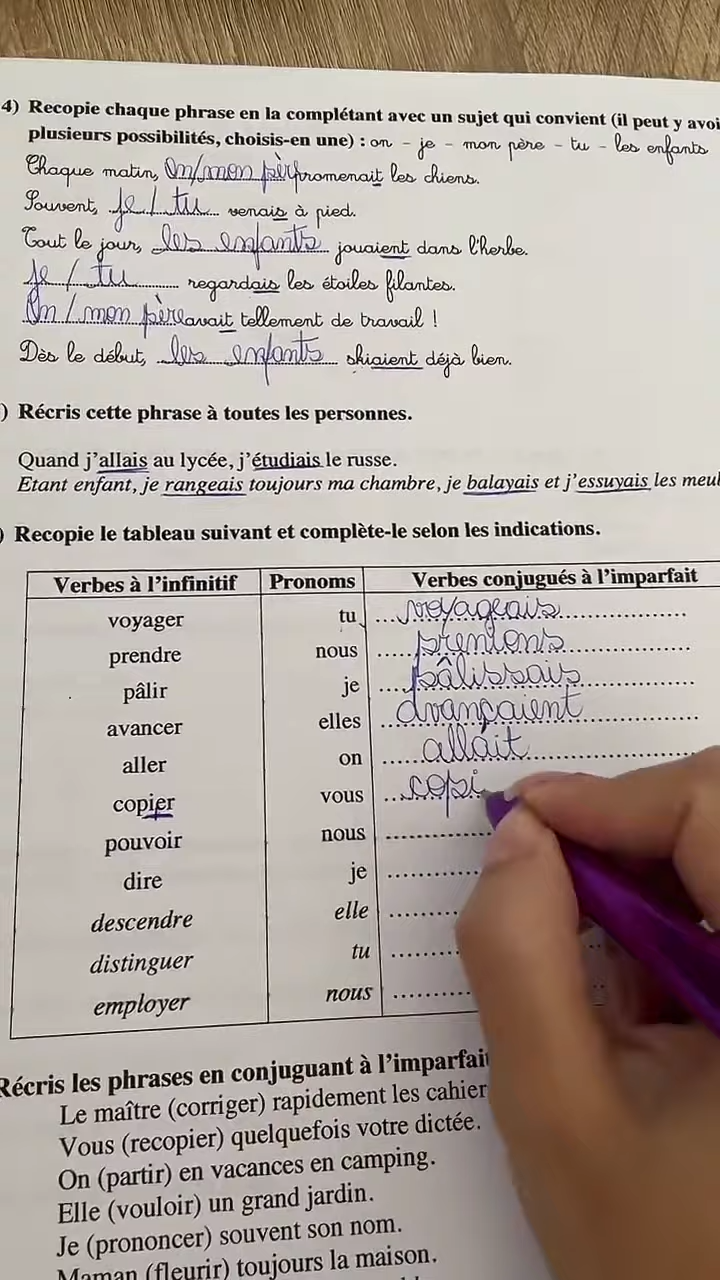 4) Recopie chaque phrase en la complétant avec un sujet qui convient (il peut y avoi
plusieurs possibilités, choisis-en une) : on - je - mon père - tu - les enfants
Chaque matin, On/mon père promenait les chiens.
Souvent, je / tu venais à pied.
Tout le jour, les enfants jouaient dans l'herbe.
je / tu regardais les étoiles filantes.
On / mon père avait tellement de travail !
Dès le début, les enfants skiaient déjà bien.
) Récris cette phrase à toutes les personnes.
Quand j'allais au lycée, j'étudiais le russe.
Etant enfant, je rangeais toujours ma chambre, je balayais et j'essuyais les meul
) Recopie le tableau suivant et complète-le selon les indications.
Verbes à l'infinitif Pronoms Verbes conjugués à l'imparfait
voyager tu voyageais
prendre nous prenions
pâlir je pâlissais
avancer elles avançaient
aller on allait
copier vous copi
pouvoir nous
dire je
descendre elle
distinguer tu
employer nous
Récris les phrases en conjuguant à l'imparfait
Le maître (corriger) rapidement les cahier
Vous (recopier) quelquefois votre dictée.
On (partir) en vacances en camping.
Elle (vouloir) un grand jardin.
Je (prononcer) souvent son nom.
Maman (fleurir) toujours la maison.